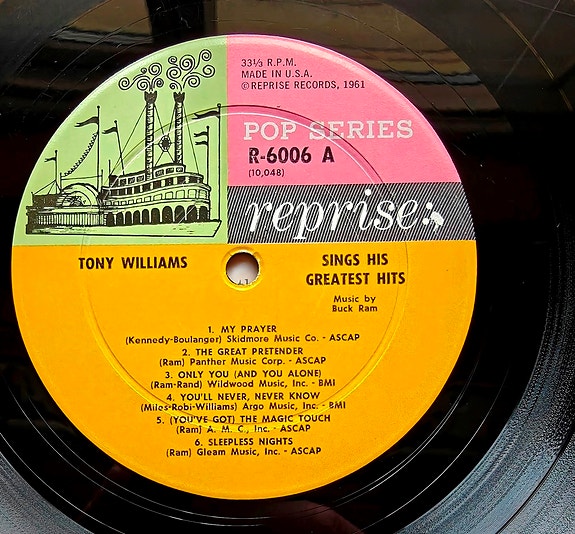 33⅓ R.P.M.
MADE IN U.S.A.
©REPRISE RECORDS, 1961
POP SERIES
R-6006 A
(10,048)
reprise:
TONY WILLIAMS
SINGS HIS
GREATEST HITS
Music by
Buck Ram
1. MY PRAYER
(Kennedy-Boulanger) Skidmore Music Co. - ASCAP
2. THE GREAT PRETENDER
(Ram) Panther Music Corp. - ASCAP
3. ONLY YOU (AND YOU ALONE)
(Ram-Rand) Wildwood Music, Inc. - BMI
4. YOU'LL NEVER, NEVER KNOW
(Miles-Robi-Williams) Argo Music, Inc. - BMI
5. (YOU'VE GOT) THE MAGIC TOUCH
(Ram) A. M. C., Inc. - ASCAP
6. SLEEPLESS NIGHTS
(Ram) Gleam Music, Inc. - ASCAP